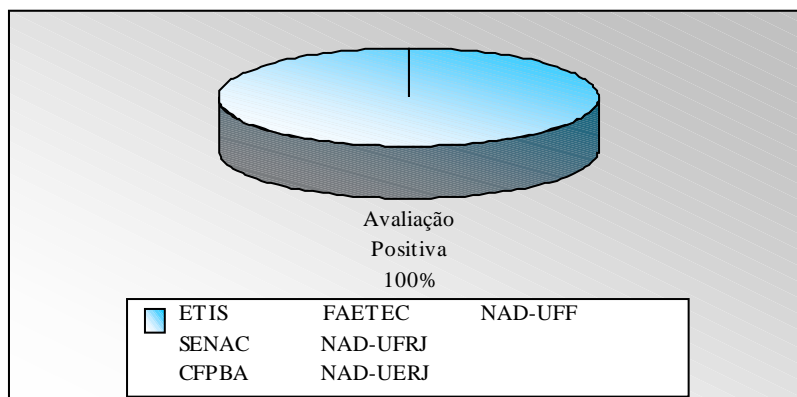 Avaliação
Positiva
100%
ETIS FAETEC NAD-UFF
SENAC NAD-UFRJ
CFPBA NAD-UERJ